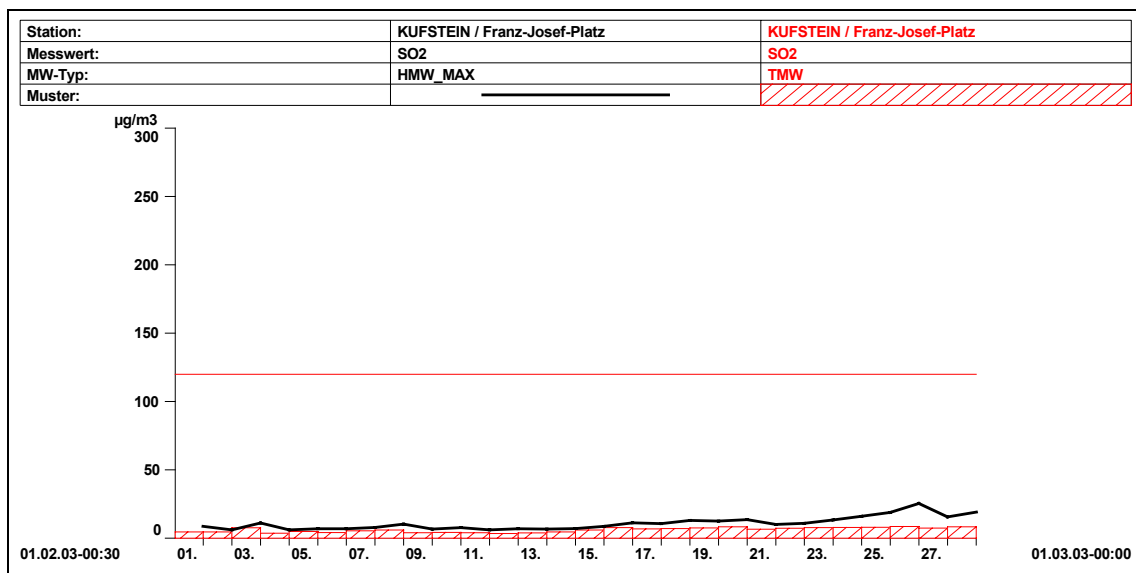 Station: KUFSTEIN / Franz-Josef-Platz KUFSTEIN / Franz-Josef-Platz
Messwert: SO2 SO2
MW-Typ: HMW_MAX TMW
Muster:
µg/m3
300
250
200
150
100
50
0
01.02.03-00:30 01. 03. 05. 07. 09. 11. 13. 15. 17. 19. 21. 23. 25. 27. 01.03.03-00:00